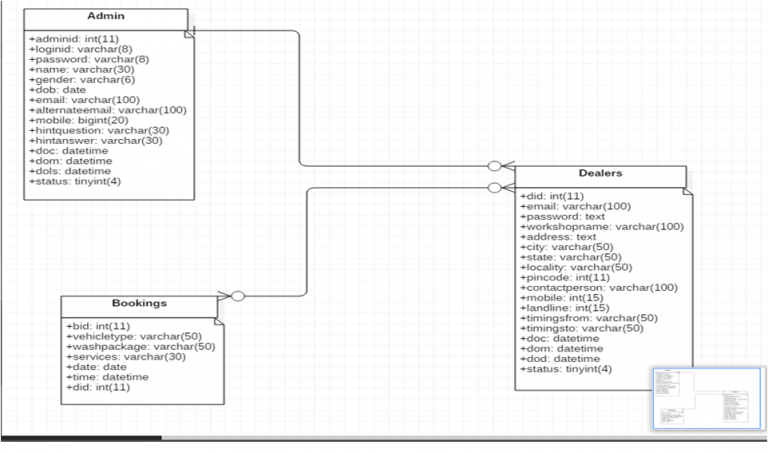 Admin
+adminid: int(11)
+loginid: varchar(8)
+password: varchar(8)
+name: varchar(30)
+gender: varchar(6)
+dob: date
+email: varchar(100)
+alternateemail: varchar(100)
+mobile: bigint(20)
+hintquestion: varchar(30)
+hintanswer: varchar(30)
+doc: datetime
+dom: datetime
+dols: datetime
+status: tinyint(4)
Dealers
+did: int(11)
+email: varchar(100)
+password: text
+workshopname: varchar(100)
+address: text
+city: varchar(50)
+state: varchar(50)
+locality: varchar(50)
+pincode: int(11)
+contactperson: varchar(100)
+mobile: int(15)
+landline: int(15)
+timingsfrom: varchar(50)
+timingsto: varchar(50)
+doc: datetime
+dom: datetime
+dod: datetime
+status: tinyint(4)
Bookings
+bid: int(11)
+vehicletype: varchar(50)
+washpackage: varchar(50)
+services: varchar(30)
+date: date
+time: datetime
+did: int(11)